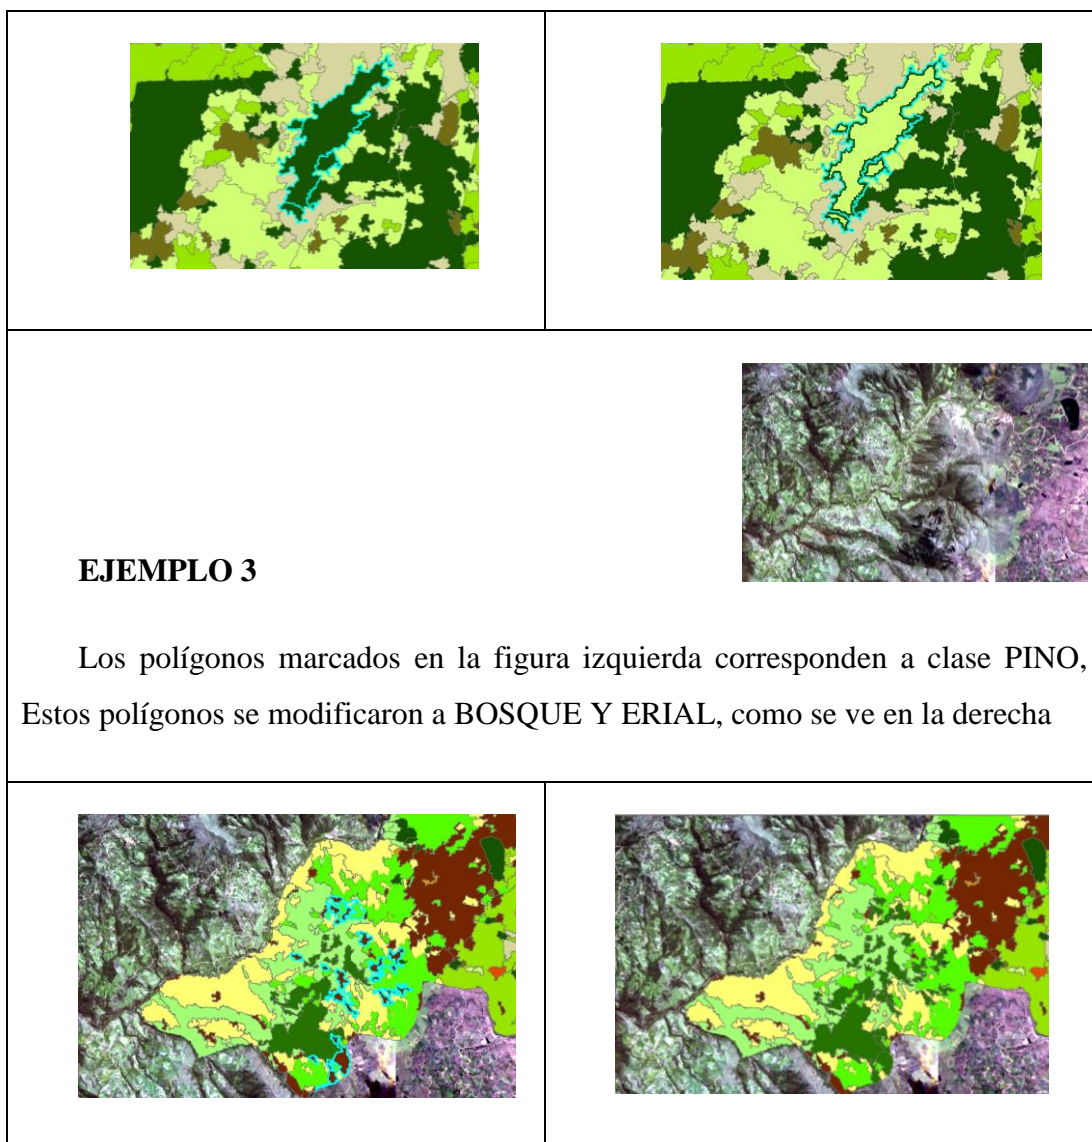 EJEMPLO 3
Los polígonos marcados en la figura izquierda corresponden a clase PINO,
Estos polígonos se modificaron a BOSQUE Y ERIAL, como se ve en la derecha